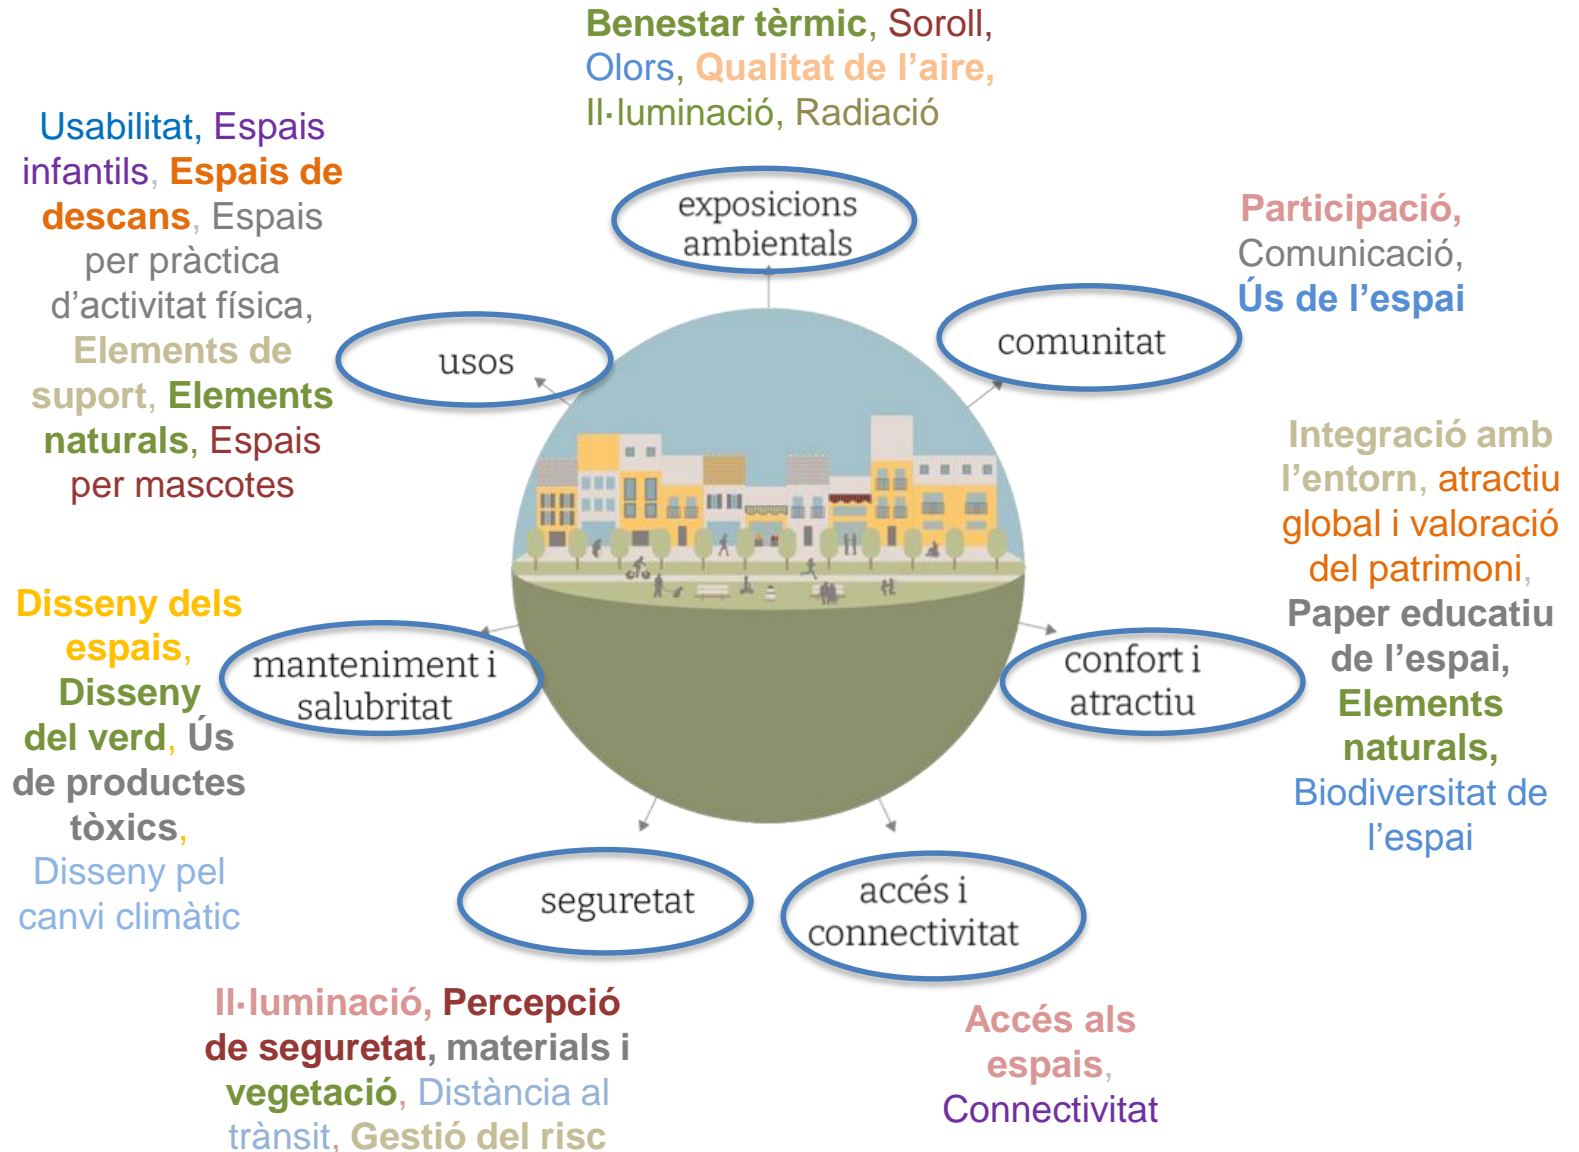 Benestar tèrmic, Soroll,
Olors, Qualitat de l'aire,
Il·luminació, Radiació
exposicions
ambientals
Usabilitat, Espais
infantils, Espais de
descans, Espais
per pràctica
d'activitat física,
Elements de
suport, Elements
naturals, Espais
per mascotes
usos
Participació,
Comunicació,
Ús de l'espai
comunitat
Integració amb
l'entorn, atractiu
global i valoració
del patrimoni,
Paper educatiu
de l'espai,
Elements
naturals,
Biodiversitat de
l'espai
confort i
atractiu
Disseny dels
espais,
Disseny
del verd, Ús
de productes
tòxics,
Disseny pel
canvi climàtic
manteniment i
salubritat
seguretat
accés i
connectivitat
Il·luminació, Percepció
de seguretat, materials i
vegetació, Distància al
trànsit, Gestió del risc
Accés als
espais,
Connectivitat